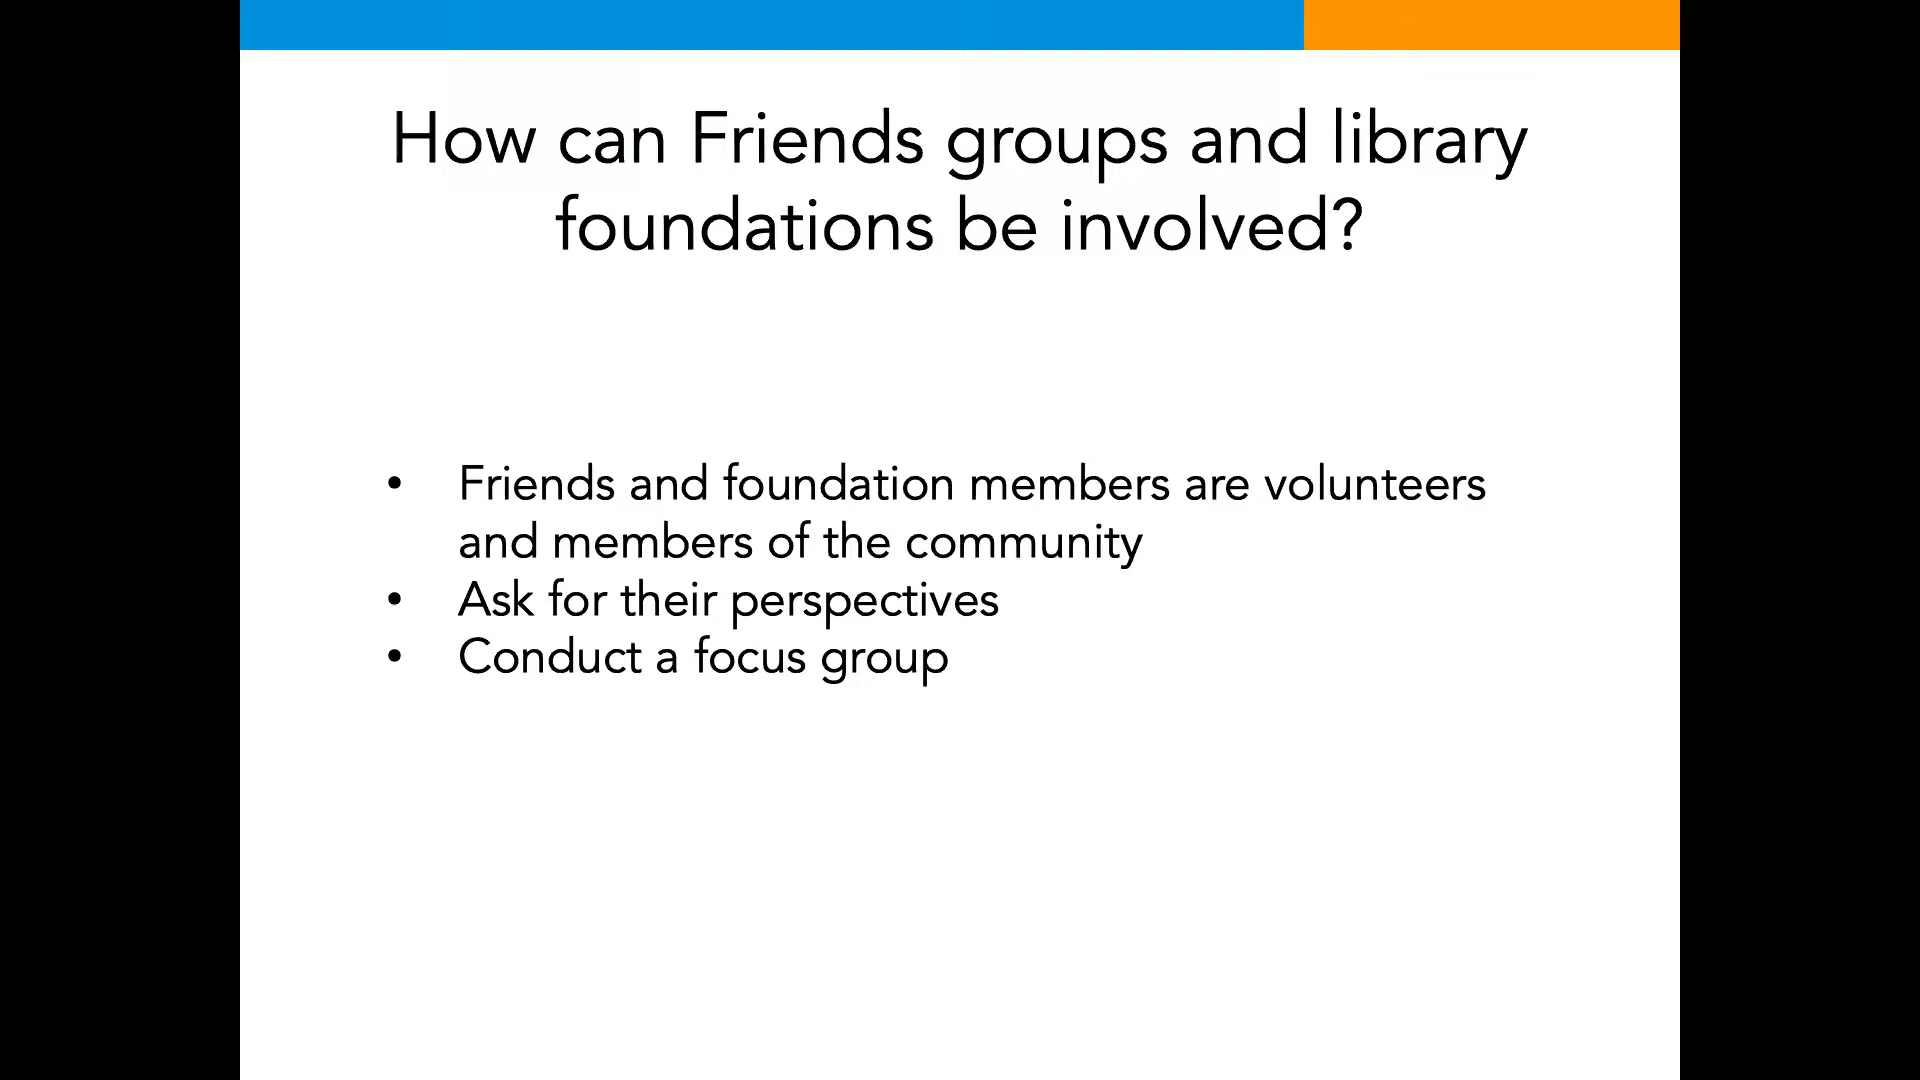 How can Friends groups and library
foundations be involved?
• Friends and foundation members are volunteers
and members of the community
• Ask for their perspectives
• Conduct a focus group